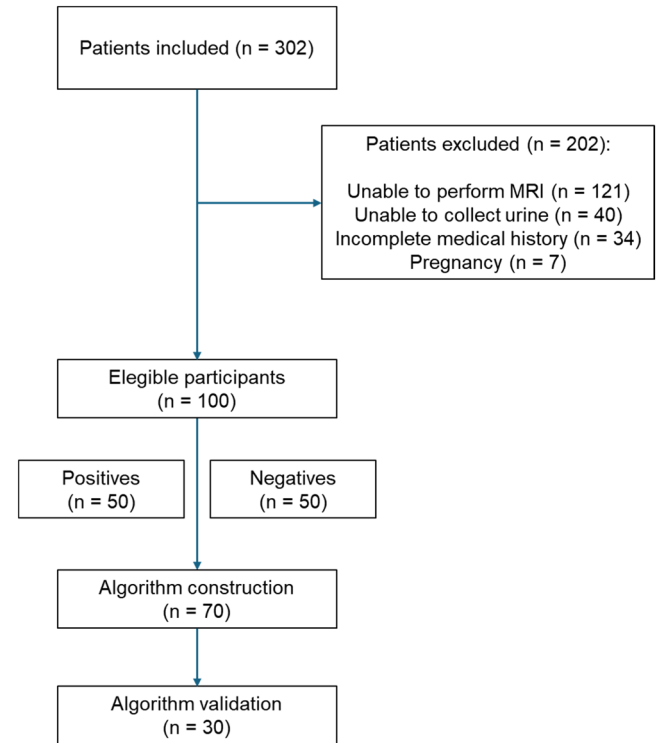 Patients included (n = 302)
Patients excluded (n = 202):
Unable to perform MRI (n = 121)
Unable to collect urine (n = 40)
Incomplete medical history (n = 34)
Pregnancy (n = 7)
Elegible participants
(n = 100)
Positives
(n = 50)
Negatives
(n = 50)
Algorithm construction
(n = 70)
Algorithm validation
(n = 30)